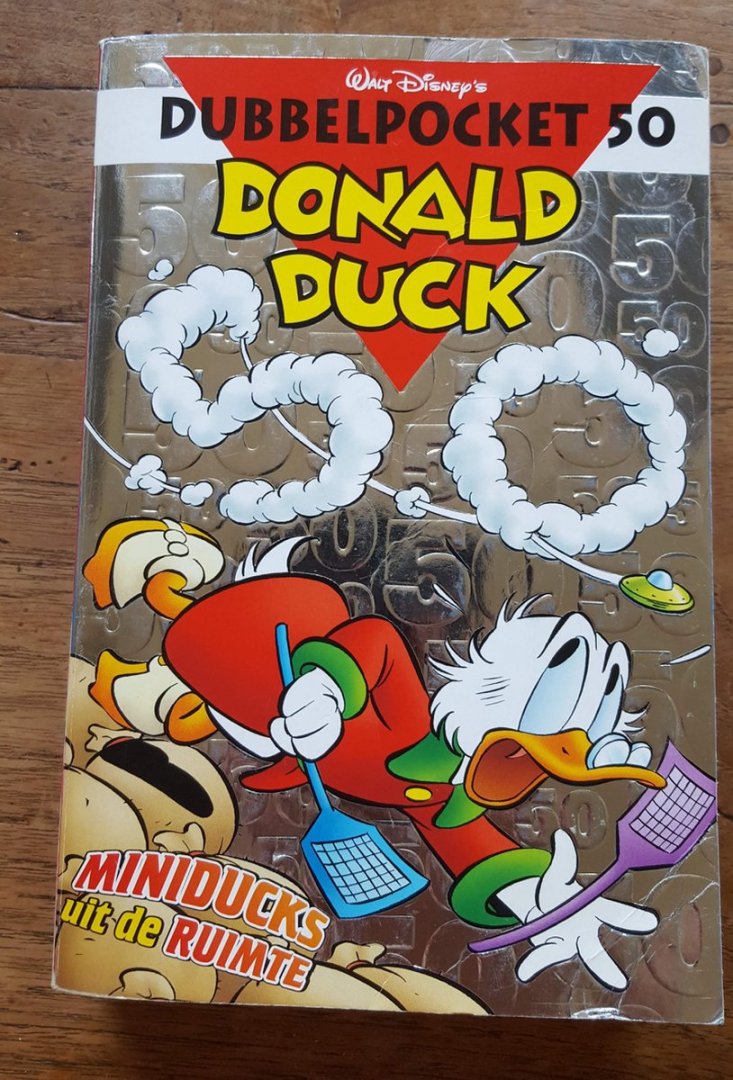 WALT DISNEY'S
DUBBELPOCKET 50
DONALD
DUCK
50
MINIDUCKS
uit de RUIMTE